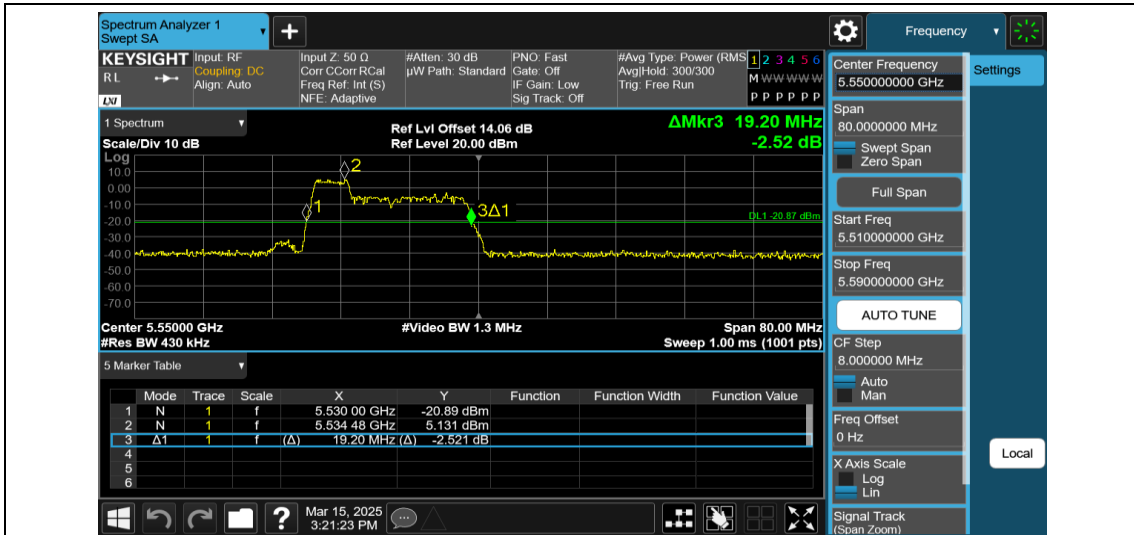 Spectrum Analyzer 1
Swept SA
Frequency
KEYSIGHT
RL
LXI
Input: RF
Coupling: DC
Align: Auto
Input Z: 50 Ω
Corr CCorr RCal
Freq Ref: Int (S)
NFE: Adaptive
#Atten: 30 dB
µW Path: Standard
PNO: Fast
Gate: Off
IF Gain: Low
Sig Track: Off
#Avg Type: Power (RMS
Avg|Hold: 300/300
Trig: Free Run
1 2 3 4 5 6
M W W W W W
P P P P P P
1 Spectrum
Scale/Div 10 dB
Ref Lvl Offset 14.06 dB
Ref Level 20.00 dBm
ΔMkr3 19.20 MHz
-2.52 dB
Log
10.0
0.00
-10.0
-20.0
-30.0
-40.0
-50.0
-60.0
-70.0
1
2
3Δ1
DL1 -20.87 dBm
Center 5.55000 GHz
#Video BW 1.3 MHz
Span 80.00 MHz
#Res BW 430 kHz
Sweep 1.00 ms (1001 pts)
5 Marker Table
Mode Trace Scale X Y Function Function Width Function Value
1 N 1 f 5.530 00 GHz -20.89 dBm
2 N 1 f 5.534 48 GHz 5.131 dBm
3 Δ1 1 f (Δ) 19.20 MHz (Δ) -2.521 dB
4
5
6
Mar 15, 2025
3:21:23 PM
Center Frequency
5.550000000 GHz
Settings
Span
80.0000000 MHz
Swept Span
Zero Span
Full Span
Start Freq
5.510000000 GHz
Stop Freq
5.590000000 GHz
AUTO TUNE
CF Step
8.000000 MHz
Auto
Man
Freq Offset
0 Hz
X Axis Scale
Log
Lin
Local
Signal Track
(Span Zoom)